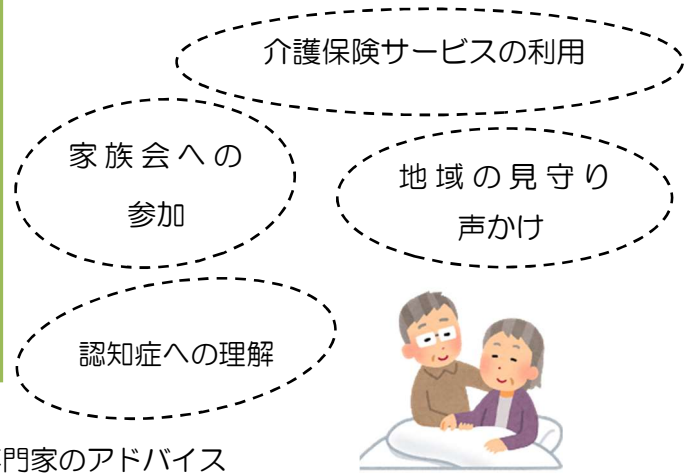 介護保険サービスの利用
家族会への
参加
地域の見守り
声かけ
認知症への理解
門家のアドバイス